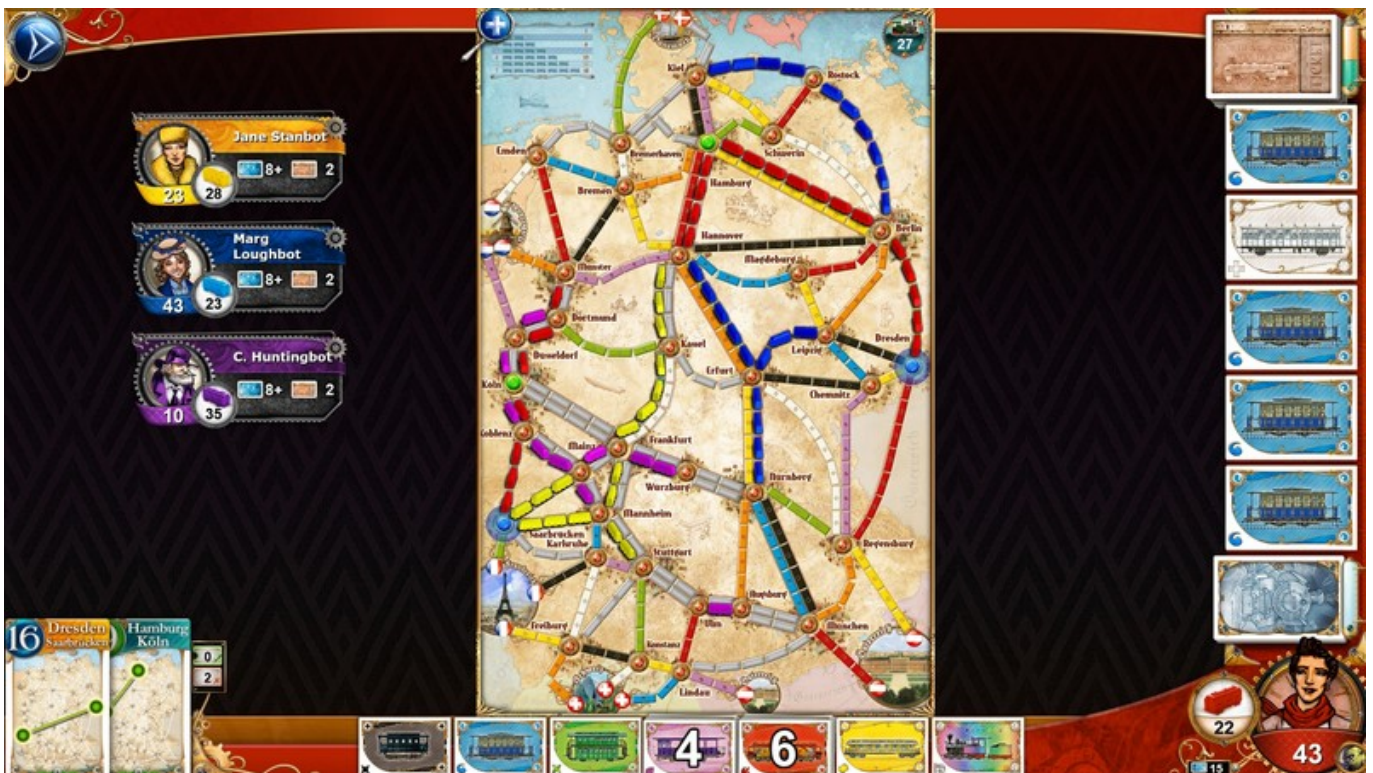 27
Jane Stanbot
8+
2
23
28
Marg
Loughbot
8+
2
43
23
C. Huntingbot
8+
2
10
35
Kiel
Rostock
Emden
Bremerhaven
Schwerin
Hamburg
Bremen
Berlin
Hannover
Magdeburg
Münster
Dortmund
Düsseldorf
Kassel
Leipzig
Dresden
Erfurt
Köln
Chemnitz
Koblenz
Mainz
Frankfurt
Würzburg
Nürnberg
Mannheim
Saarbrücken
Karlsruhe
Stuttgart
Regensburg
Augsburg
Ulm
München
Freiburg
Konstanz
Lindau
16
Dresden
Saarbrücken
Hamburg
Köln
0
2
4
6
22
43
15